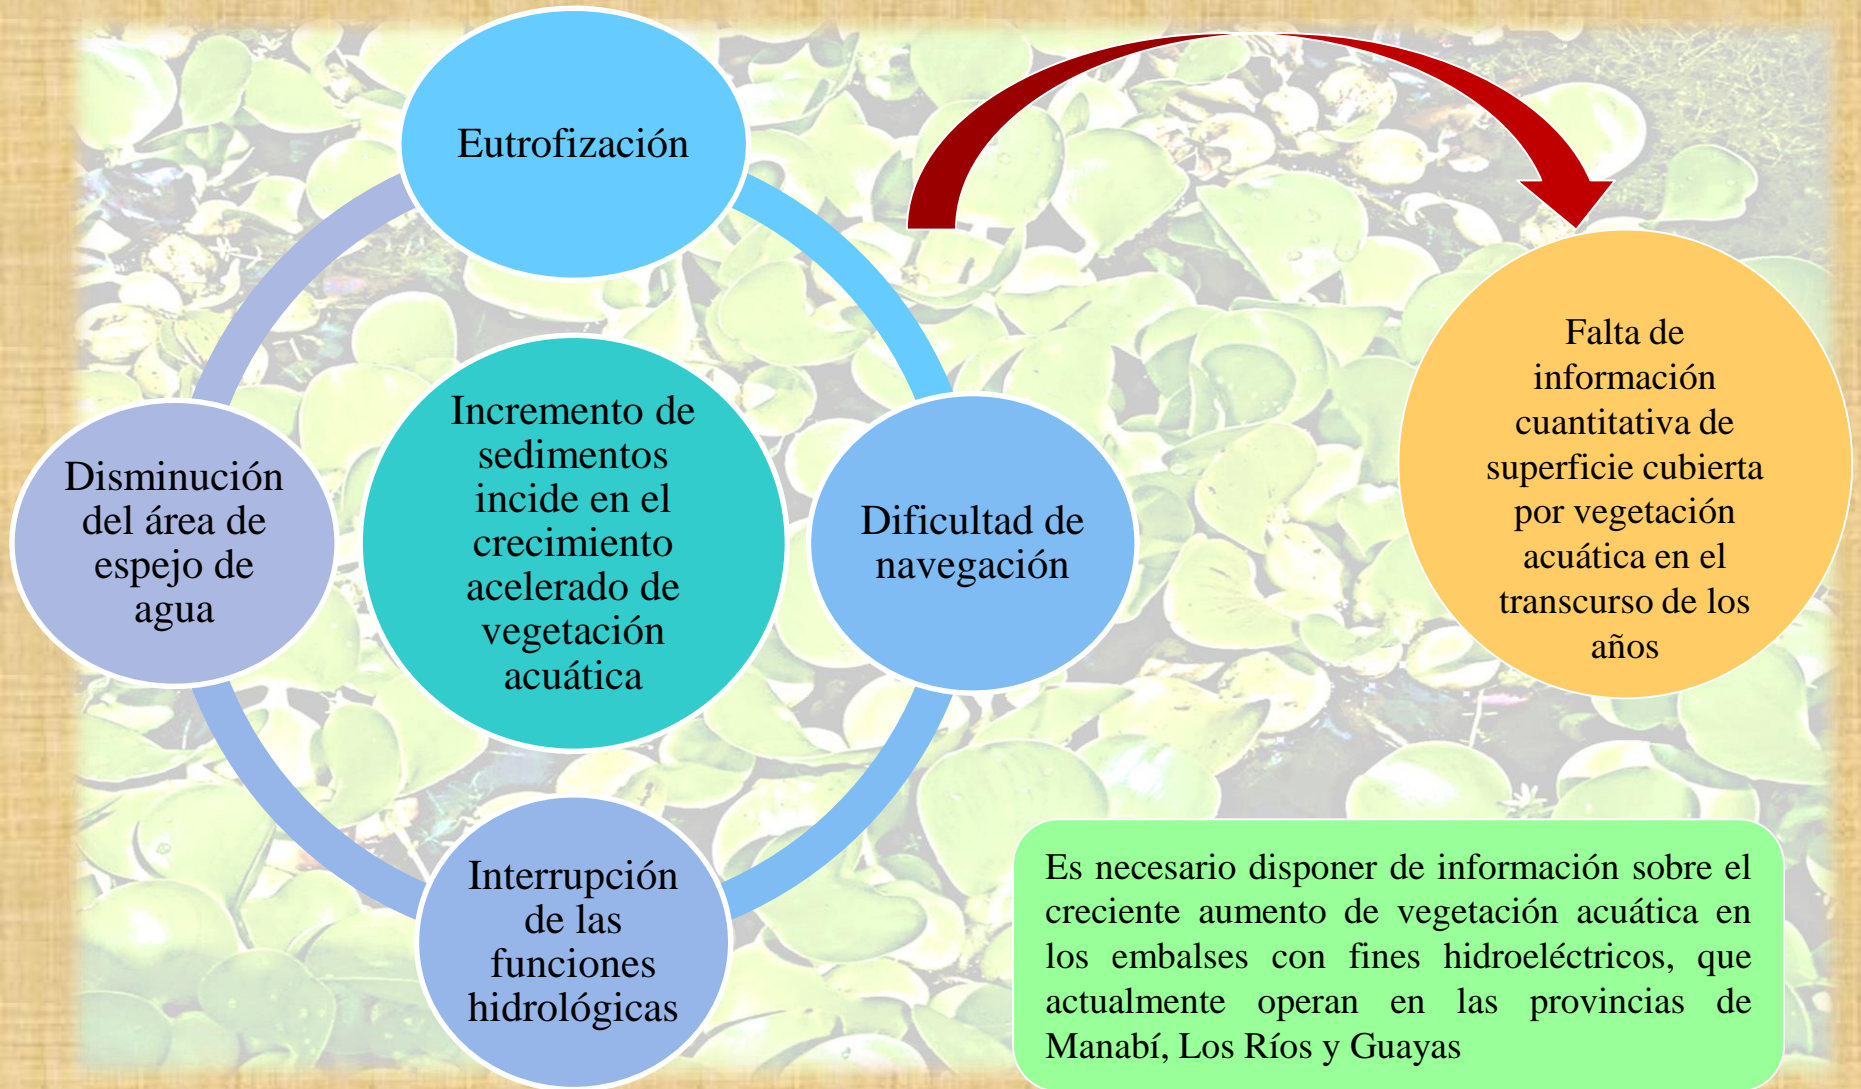 Eutrofización
Incremento de
sedimentos
incide en el
crecimiento
acelerado de
vegetación
acuática
Dificultad de
navegación
Interrupción
de las
funciones
hidrológicas
Disminución
del área de
espejo de
agua
Falta de
información
cuantitativa de
superficie cubierta
por vegetación
acuática en el
transcurso de los
años
Es necesario disponer de información sobre el
creciente aumento de vegetación acuática en
los embalses con fines hidroeléctricos, que
actualmente operan en las provincias de
Manabí, Los Ríos y Guayas